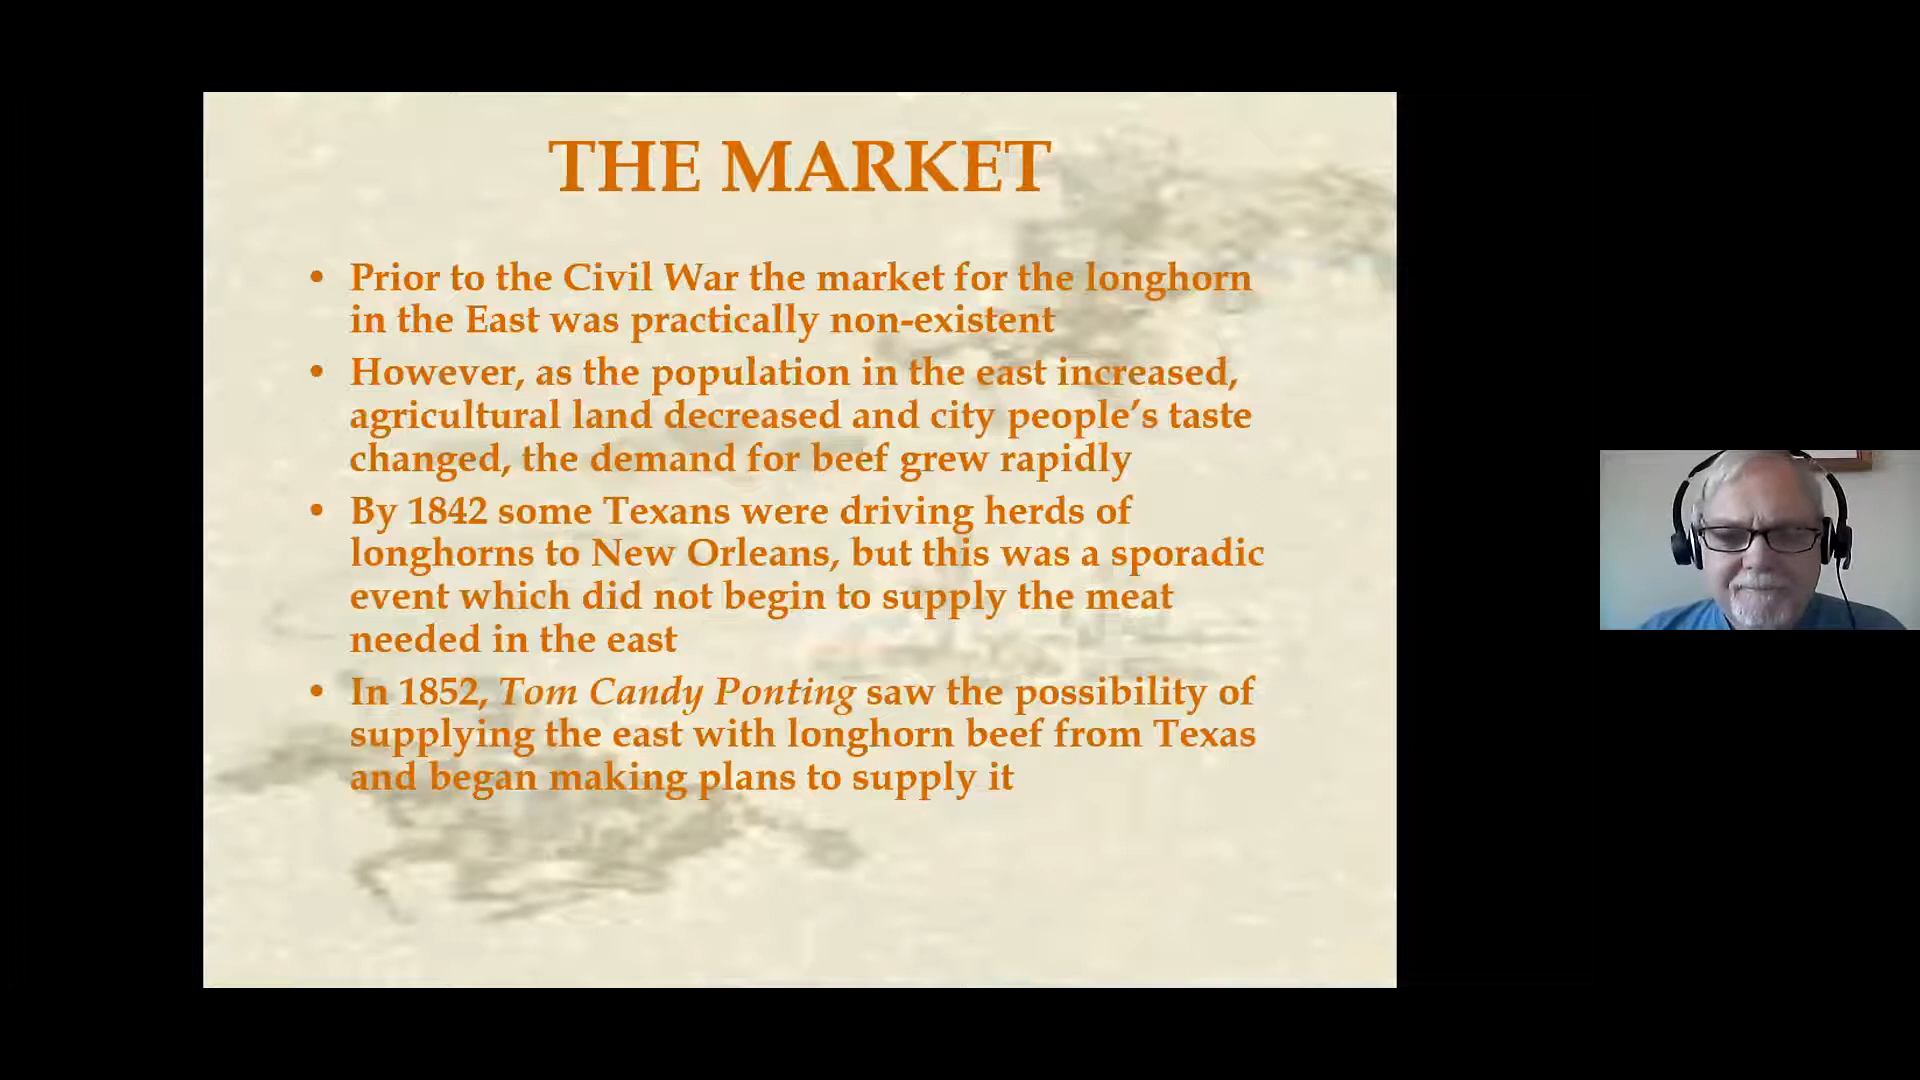 THE MARKET
• Prior to the Civil War the market for the longhorn
in the East was practically non-existent
• However, as the population in the east increased,
agricultural land decreased and city people’s taste
changed, the demand for beef grew rapidly
• By 1842 some Texans were driving herds of
longhorns to New Orleans, but this was a sporadic
event which did not begin to supply the meat
needed in the east
• In 1852, Tom Candy Ponting saw the possibility of
supplying the east with longhorn beef from Texas
and began making plans to supply it